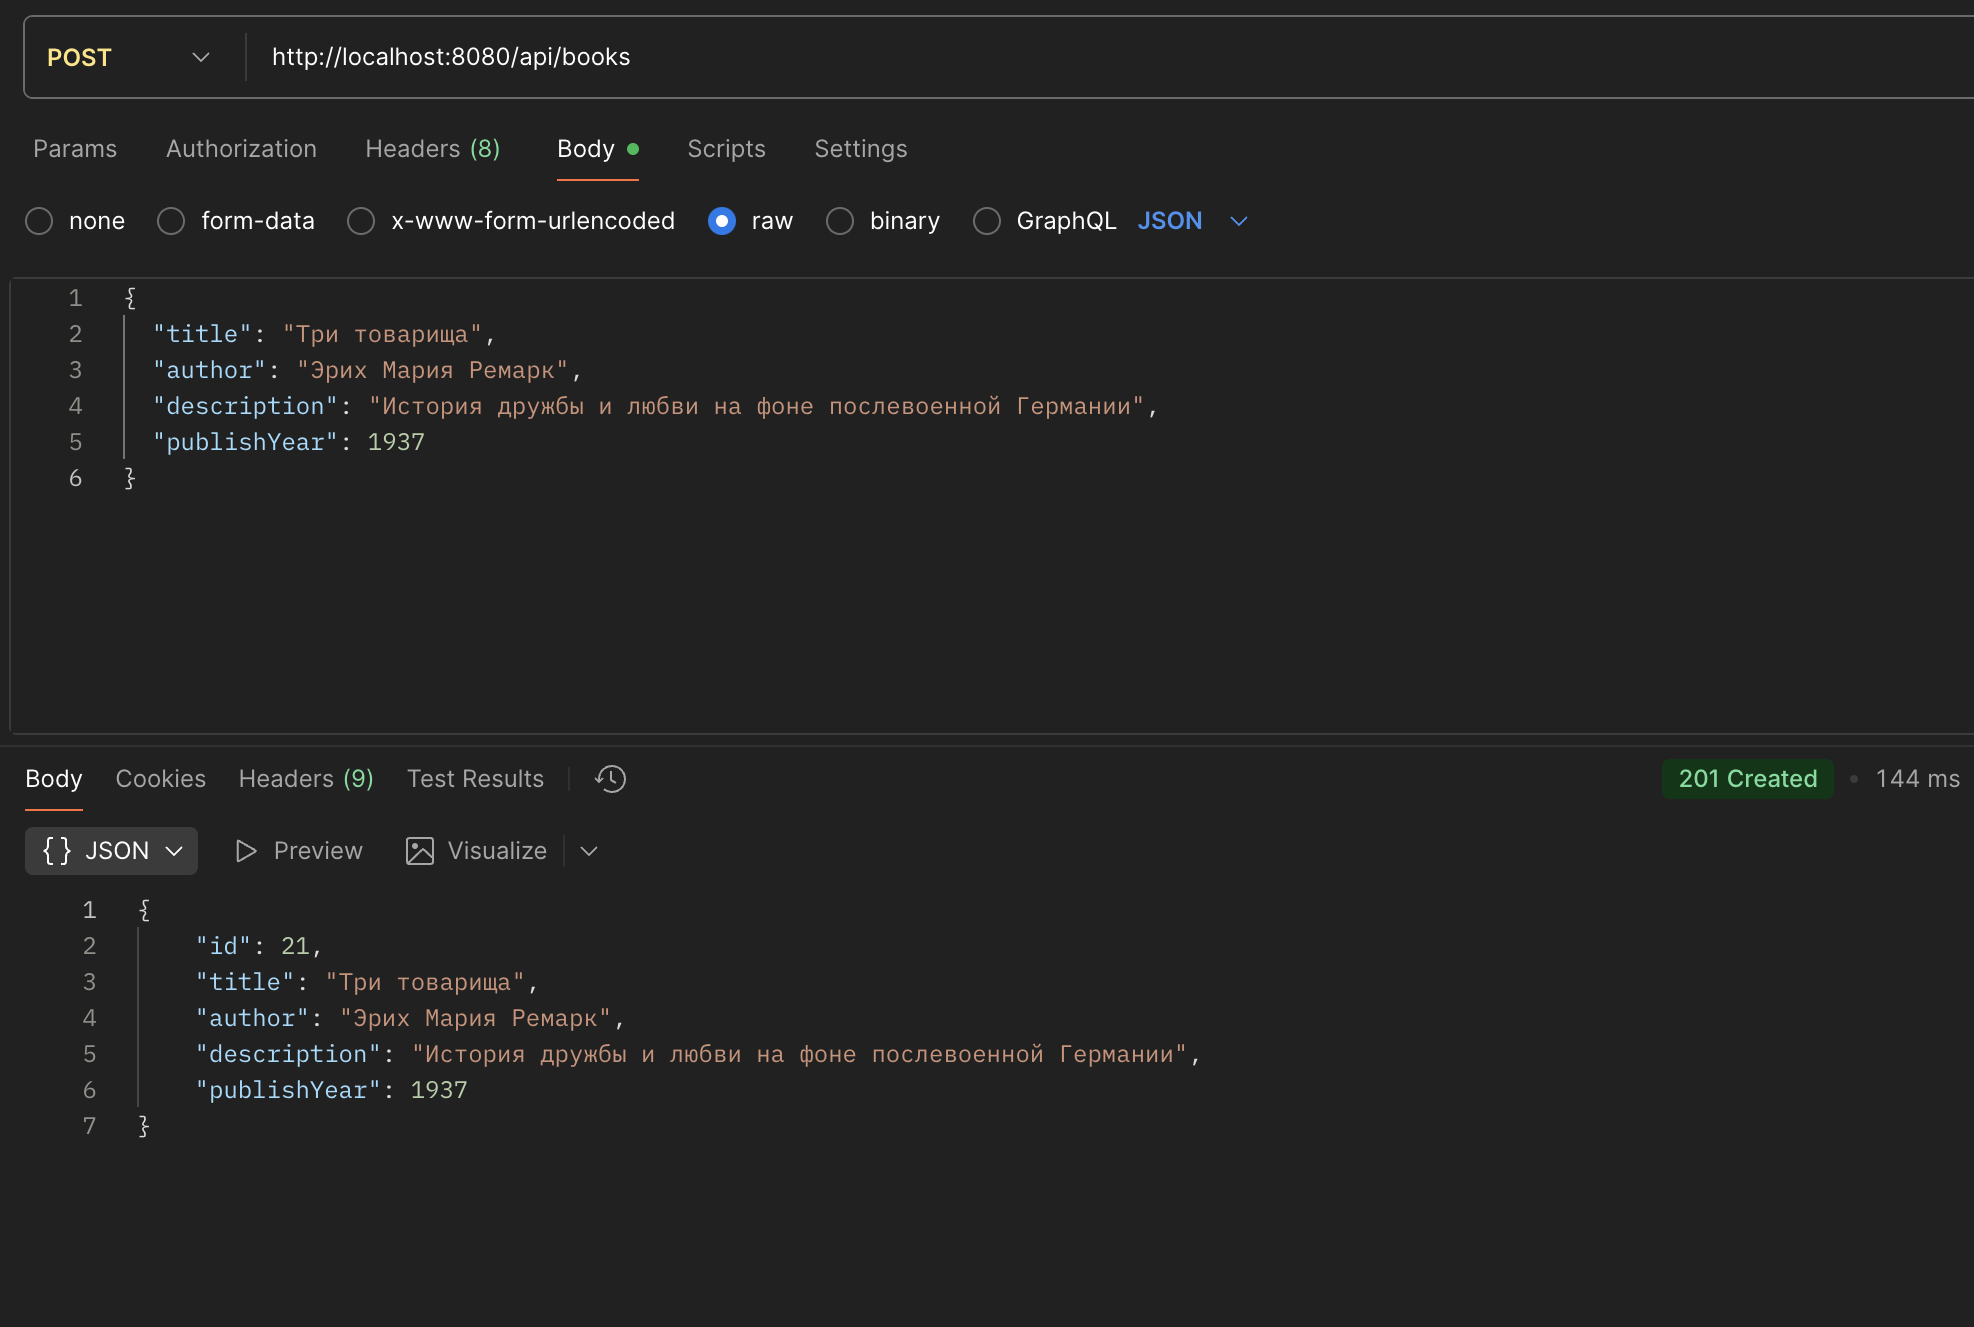 POST http://localhost:8080/api/books
Params Authorization Headers (8) Body Scripts Settings
none form-data x-www-form-urlencoded raw binary GraphQL JSON
1 {
2 "title": "Три товарища",
3 "author": "Эрих Мария Ремарк",
4 "description": "История дружбы и любви на фоне послевоенной Германии",
5 "publishYear": 1937
6 }
Body Cookies Headers (9) Test Results 201 Created • 144 ms
{ } JSON Preview Visualize
1 {
2 "id": 21,
3 "title": "Три товарища",
4 "author": "Эрих Мария Ремарк",
5 "description": "История дружбы и любви на фоне послевоенной Германии",
6 "publishYear": 1937
7 }